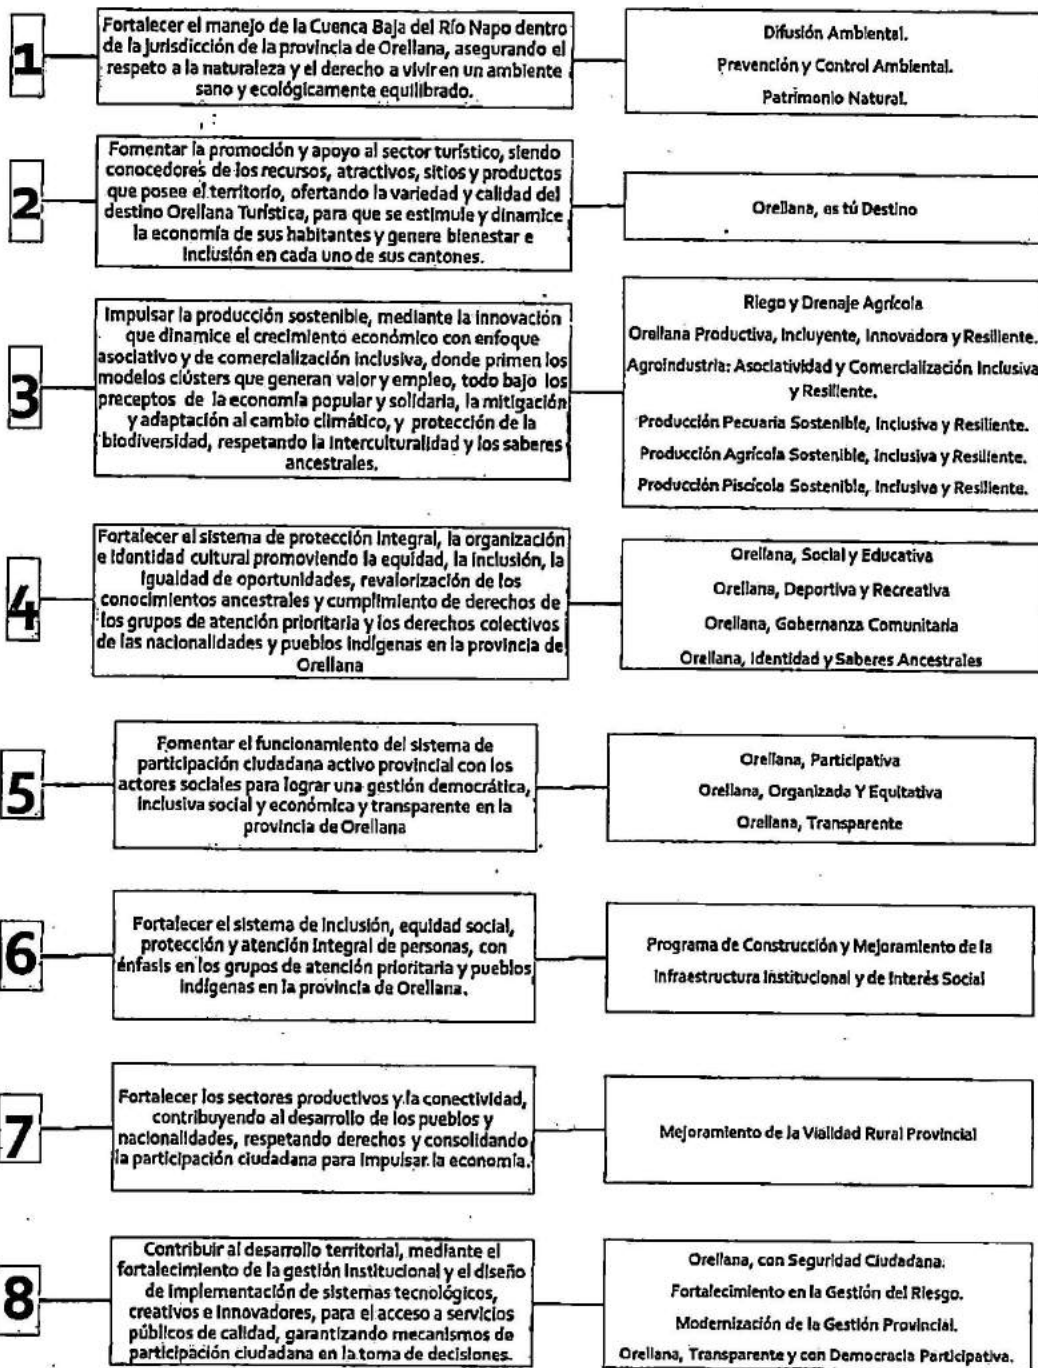 1
Fortalecer el manejo de la Cuenca Baja del Río Napo dentro
de la jurisdicción de la provincia de Orellana, asegurando el
respeto a la naturaleza y el derecho a vivir en un ambiente
sano y ecológicamente equilibrado.
Difusión Ambiental.
Prevención y Control Ambiental.
Patrimonio Natural.
2
Fomentar la promoción y apoyo al sector turístico, siendo
conocedores de los recursos, atractivos, sitios y productos
que posee el territorio, ofertando la variedad y calidad del
destino Orellana Turística, para que se estimule y dinamice
la economía de sus habitantes y genere bienestar e
inclusión en cada uno de sus cantones.
Orellana, es tú Destino
3
Impulsar la producción sostenible, mediante la innovación
que dinamice el crecimiento económico con enfoque
asociativo y de comercialización inclusiva, donde primen los
modelos clústers que generan valor y empleo, todo bajo los
preceptos de la economía popular y solidaria, la mitigación
y adaptación al cambio climático, y protección de la
biodiversidad, respetando la interculturalidad y los saberes
ancestrales.
Riego y Drenaje Agrícola
Orellana Productiva, Incluyente, Innovadora y Resiliente.
Agroindustria: Asociatividad y Comercialización Inclusiva
y Resiliente.
Producción Pecuaria Sostenible, Inclusiva y Resiliente.
Producción Agrícola Sostenible, Inclusiva y Resiliente.
Producción Piscícola Sostenible, Inclusiva y Resiliente.
4
Fortalecer el sistema de protección integral, la organización
e identidad cultural promoviendo la equidad, la inclusión, la
igualdad de oportunidades, revalorización de los
conocimientos ancestrales y cumplimiento de derechos de
los grupos de atención prioritaria y los derechos colectivos
de las nacionalidades y pueblos indígenas en la provincia de
Orellana
Orellana, Social y Educativa
Orellana, Deportiva y Recreativa
Orellana, Gobernanza Comunitaria
Orellana, Identidad y Saberes Ancestrales
5
Fomentar el funcionamiento del sistema de
participación ciudadana activo provincial con los
actores sociales para lograr una gestión democrática,
inclusiva social y económica y transparente en la
provincia de Orellana
Orellana, Participativa
Orellana, Organizada Y Equitativa
Orellana, Transparente
6
Fortalecer el sistema de inclusión, equidad social,
protección y atención integral de personas, con
énfasis en los grupos de atención prioritaria y pueblos
indígenas en la provincia de Orellana.
Programa de Construcción y Mejoramiento de la
Infraestructura Institucional y de Interés Social
7
Fortalecer los sectores productivos y la conectividad,
contribuyendo al desarrollo de los pueblos y
nacionalidades, respetando derechos y consolidando
la participación ciudadana para impulsar la economía.
Mejoramiento de la Vialidad Rural Provincial
8
Contribuir al desarrollo territorial, mediante el
fortalecimiento de la gestión institucional y el diseño
de implementación de sistemas tecnológicos,
creativos e innovadores, para el acceso a servicios
públicos de calidad, garantizando mecanismos de
participación ciudadana en la toma de decisiones.
Orellana, con Seguridad Ciudadana.
Fortalecimiento en la Gestión del Riesgo.
Modernización de la Gestión Provincial.
Orellana, Transparente y con Democracia Participativa.